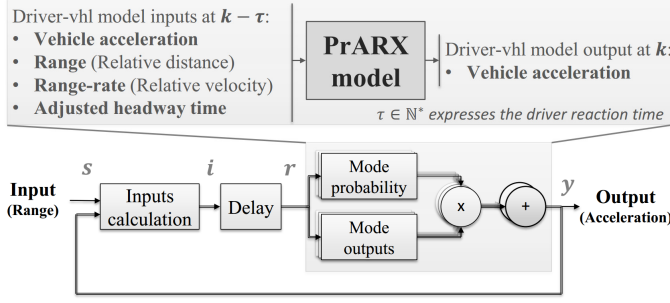 Driver-vhl model inputs at k − τ:
• Vehicle acceleration
• Range (Relative distance)
• Range-rate (Relative velocity)
• Adjusted headway time
PrARX
model
Driver-vhl model output at k:
• Vehicle acceleration
τ ∈ ℕ* expresses the driver reaction time
Input
(Range)
s
Inputs
calculation
i
Delay
r
Mode
probability
Mode
outputs
x
+
y
Output
(Acceleration)